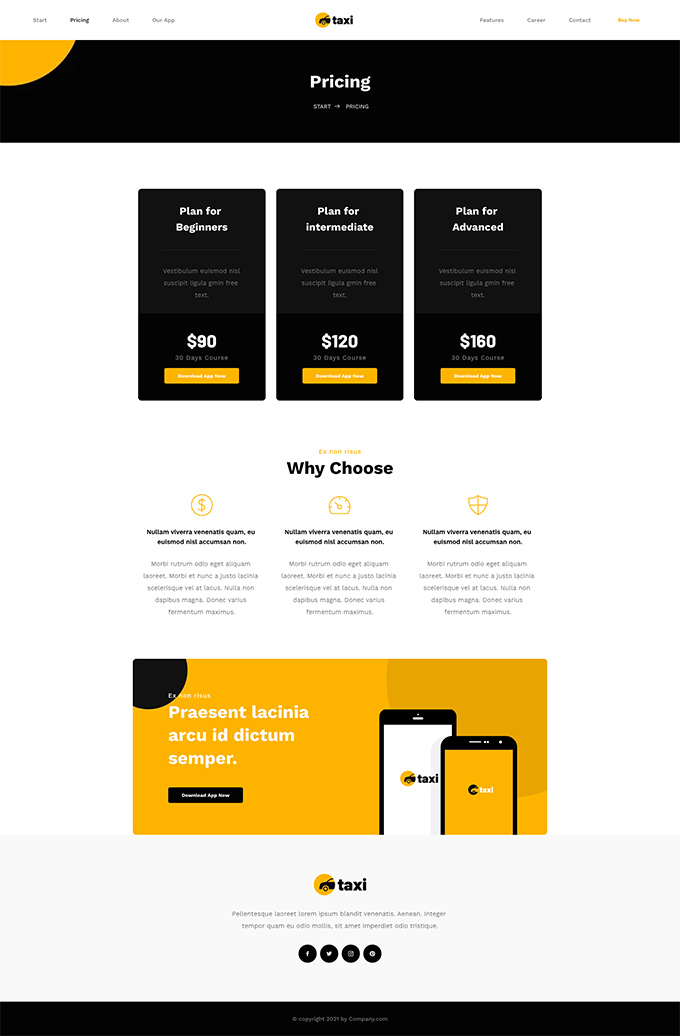 Start Pricing About Our App taxi Features Career Contact Buy Now
Pricing
START → PRICING
Plan for
Beginners
Vestibulum euismod nisl
suscipit ligula gmin free
text.
$90
30 Days Course
Download App Now
Plan for
intermediate
Vestibulum euismod nisl
suscipit ligula gmin free
text.
$120
30 Days Course
Download App Now
Plan for
Advanced
Vestibulum euismod nisl
suscipit ligula gmin free
text.
$160
30 Days Course
Download App Now
Ex non risus
Why Choose
Nullam viverra venenatis quam, eu
euismod nisl accumsan non.
Morbi rutrum odio eget aliquam
laoreet. Morbi et nunc a justo lacinia
scelerisque vel at lacus. Nulla non
dapibus magna. Donec varius
fermentum maximus.
Nullam viverra venenatis quam, eu
euismod nisl accumsan non.
Morbi rutrum odio eget aliquam
laoreet. Morbi et nunc a justo lacinia
scelerisque vel at lacus. Nulla non
dapibus magna. Donec varius
fermentum maximus.
Nullam viverra venenatis quam, eu
euismod nisl accumsan non.
Morbi rutrum odio eget aliquam
laoreet. Morbi et nunc a justo lacinia
scelerisque vel at lacus. Nulla non
dapibus magna. Donec varius
fermentum maximus.
Ex non risus
Praesent lacinia
arcu id dictum
semper.
Download App Now
taxi
taxi
taxi
Pellentesque laoreet lorem ipsum blandit venenatis. Aenean. Integer
tempor quam eu odio mollis, sit amet imperdiet odio tristique.
© copyright 2021 by Company.com